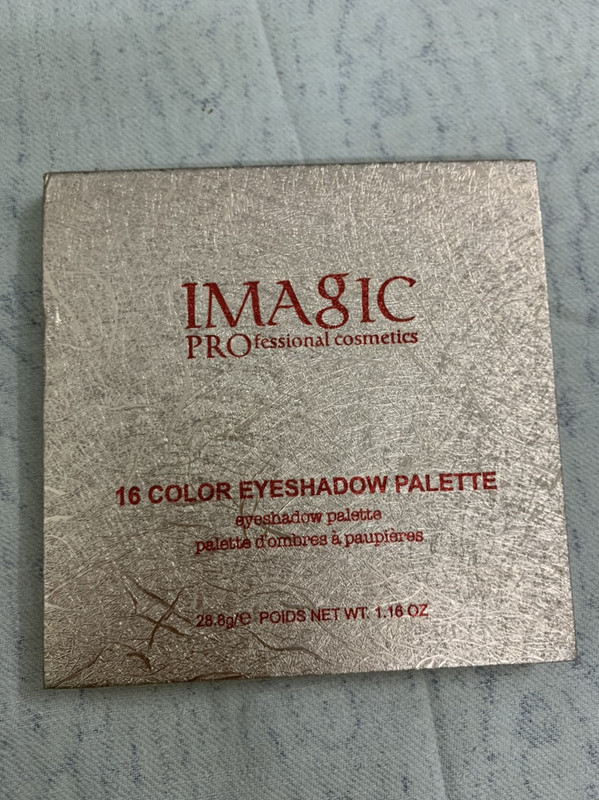 IMAGIC
PROfessional cosmetics
16 COLOR EYESHADOW PALETTE
eyeshadow palette
palette d'ombres à paupières
28.8g/e POIDS NET WT. 1.16 OZ